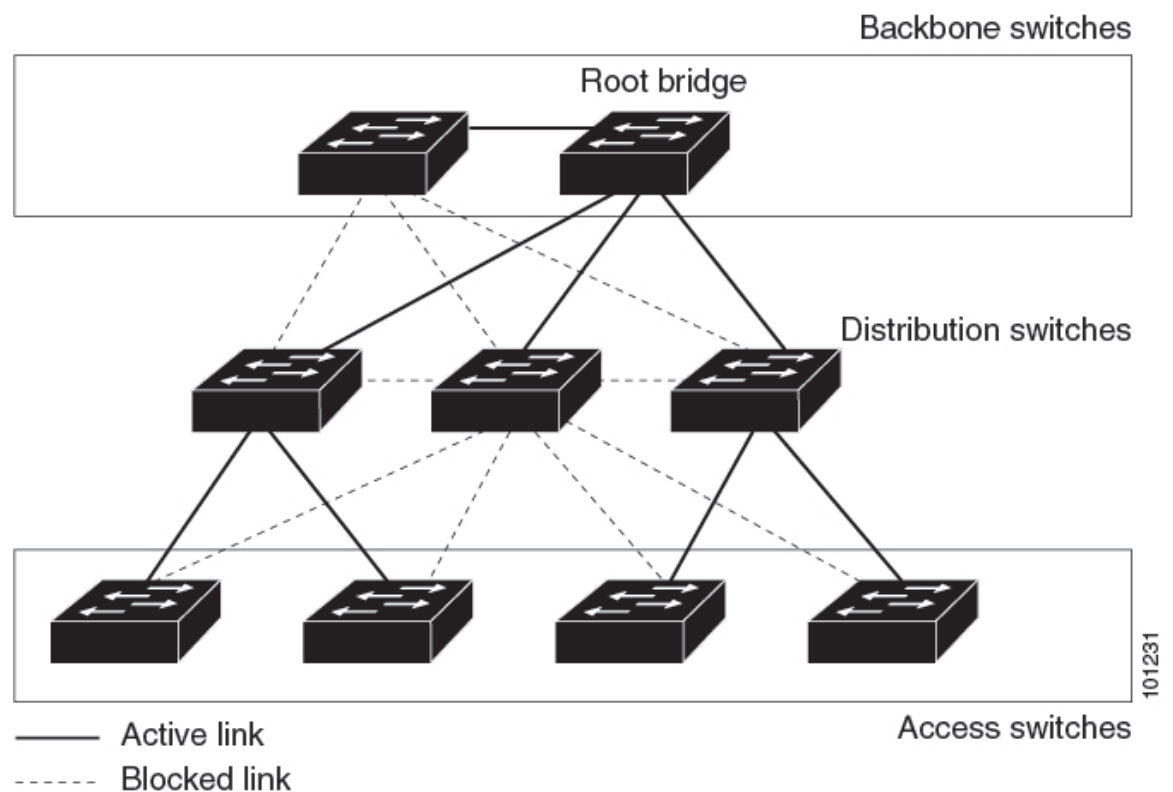 Backbone switches
Root bridge
Distribution switches
101231
Access switches
Active link
Blocked link